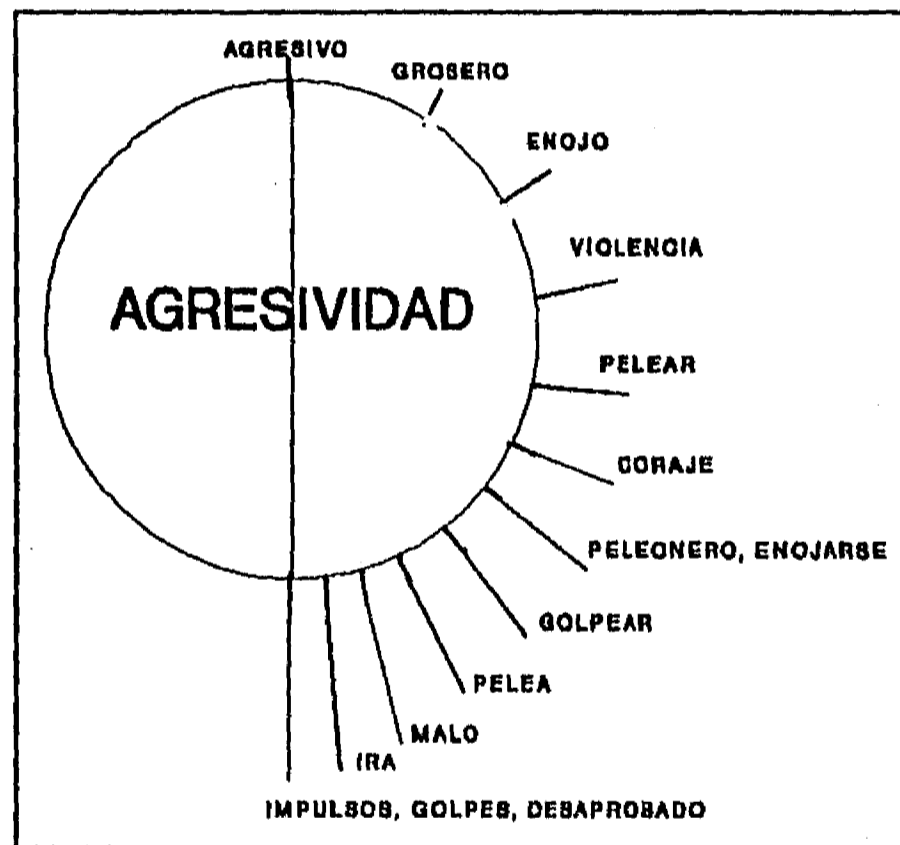 AGRESIVO
GROSERO
ENOJO
VIOLENCIA
AGRESIVIDAD
PELEAR
CORAJE
PELEONERO, ENOJARSE
GOLPEAR
PELEA
MALO
IRA
IMPULSOS, GOLPES, DESAPROBADO